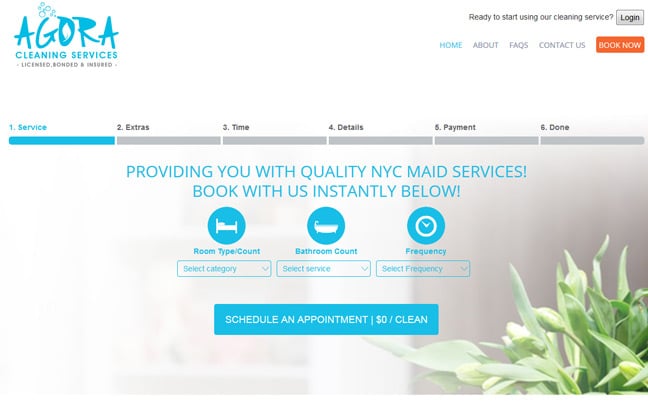 AGORA
CLEANING SERVICES
- LICENSED, BONDED & INSURED -
Ready to start using our cleaning service? Login
HOME ABOUT FAQS CONTACT US BOOK NOW
1. Service 2. Extras 3. Time 4. Details 5. Payment 6. Done
PROVIDING YOU WITH QUALITY NYC MAID SERVICES!
BOOK WITH US INSTANTLY BELOW!
Room Type/Count Bathroom Count Frequency
Select category Select service Select Frequency
SCHEDULE AN APPOINTMENT | $0 / CLEAN